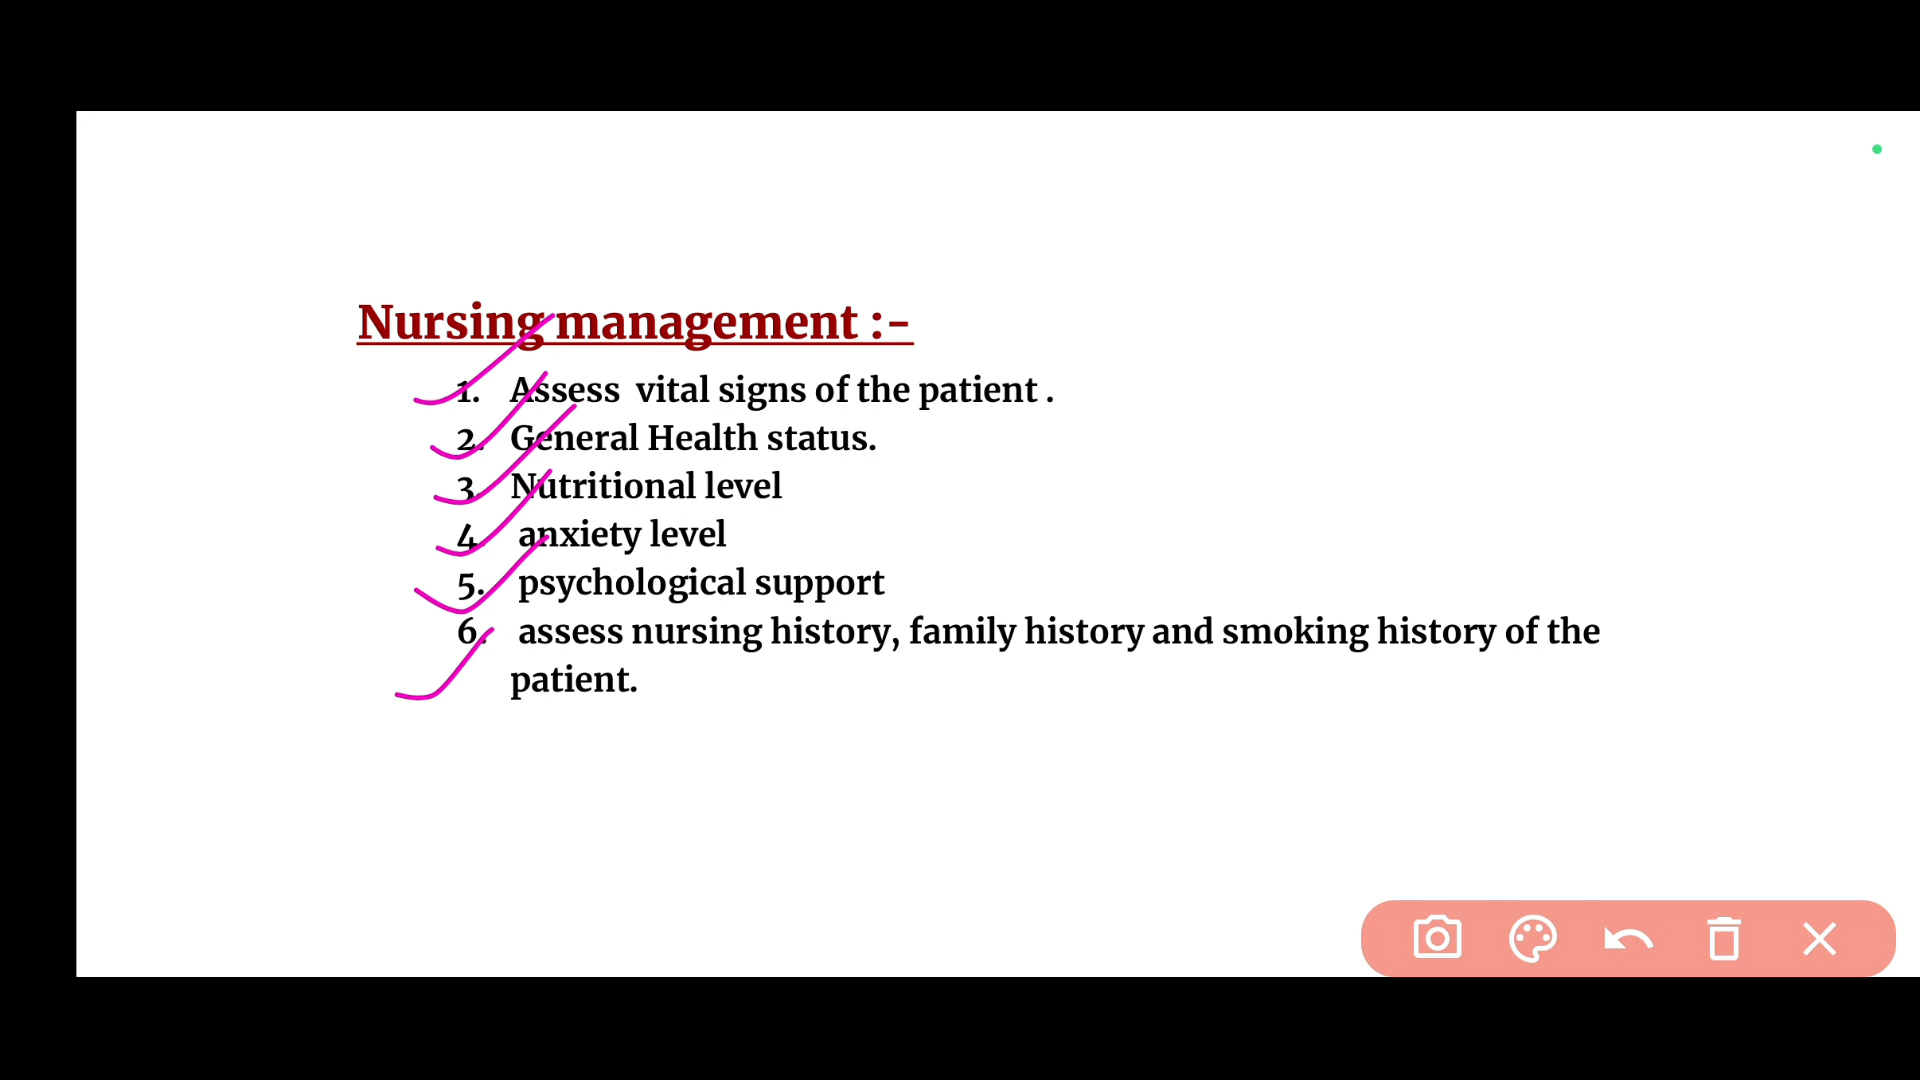 Nursing management :-
1. Assess vital signs of the patient .
2. General Health status.
3. Nutritional level
4. anxiety level
5. psychological support
6. assess nursing history, family history and smoking history of the
patient.